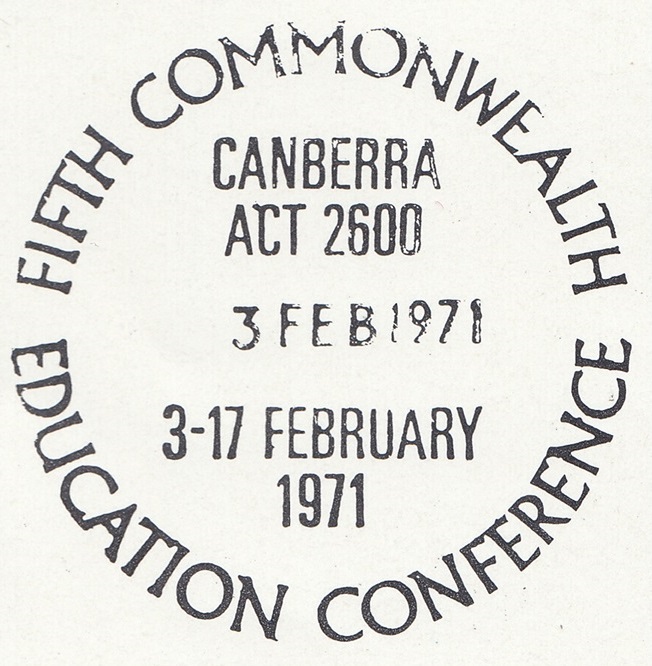 FIFTH COMMONWEALTH
CANBERRA
ACT 2600
3 FEB 1971
3-17 FEBRUARY
1971
EDUCATION CONFERENCE